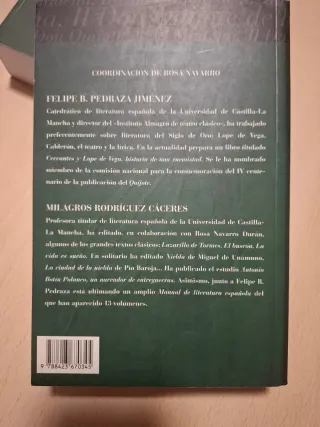 COORDINACION DE ROSA NAVARRO
FELIPE B. PEDRAZA JIMÉNEZ
Catedrático de literatura española de la Universidad de Castilla-La
Mancha y director del «Instituto Almagro de teatro clásico», ha trabajado
preferentemente sobre literatura del Siglo de Oro: Lope de Vega,
Calderón, el teatro y la lírica. En la actualidad prepara un libro titulado
Cervantes y Lope de Vega, historia de una enemistad. Se le ha nombrado
miembro de la comisión nacional para la conmemoración del IV cente-
nario de la publicación del Quijote.
MILAGROS RODRÍGUEZ CÁCERES
Profesora titular de literatura española de la Universidad de Castilla-
La Mancha, ha editado, en colaboración con Rosa Navarro Durán,
algunos de los grandes textos clásicos: Lazarillo de Tormes, El buscón, La
vida es sueño. En solitario ha editado Niebla de Miguel de Unamuno,
La ciudad de la niebla de Pío Baroja... Ha publicado el estudio Antonio
Botín Polanco, un narrador de entreguerras. Asimismo, junto a Felipe B.
Pedraza está ultimando un amplio Manual de literatura española del
que han aparecido 13 volúmenes.
9 788423 670345